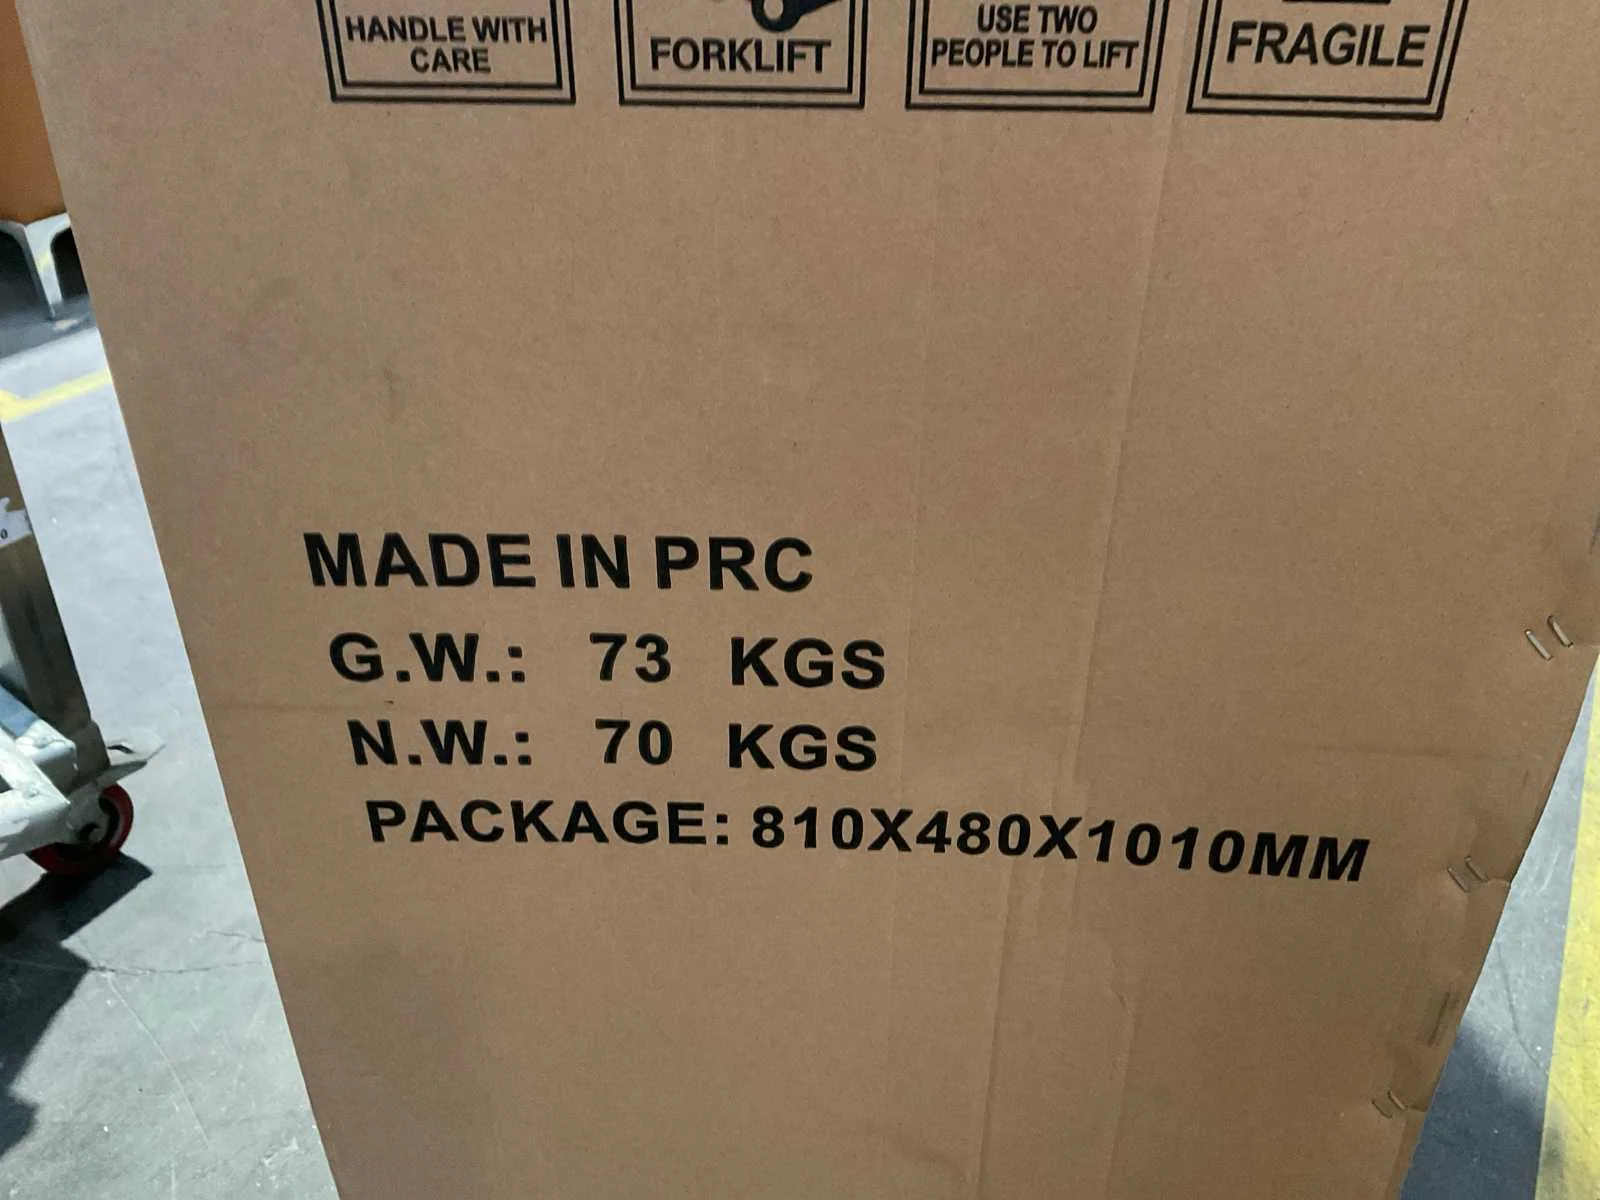 HANDLE WITH
CARE
FORKLIFT
USE TWO
PEOPLE TO LIFT
FRAGILE
MADE IN PRC
G.W.: 73 KGS
N.W.: 70 KGS
PACKAGE: 810X480X1010MM